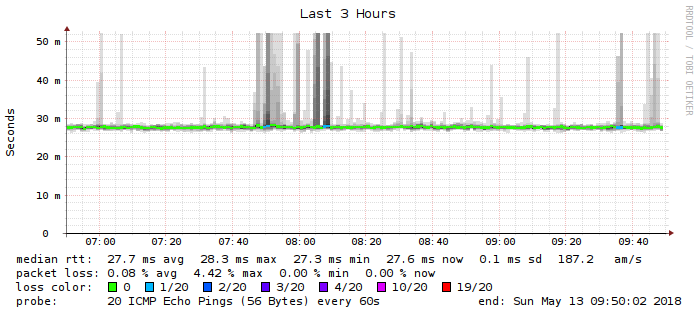 Last 3 Hours
RRDTOOL / TOBI OETIKER
Seconds
50 m
40 m
30 m
20 m
10 m
0
07:00 07:20 07:40 08:00 08:20 08:40 09:00 09:20 09:40
median rtt: 27.7 ms avg 28.3 ms max 27.3 ms min 27.6 ms now 0.1 ms sd 187.2 am/s
packet loss: 0.08 % avg 4.42 % max 0.00 % min 0.00 % now
loss color: 0 1/20 2/20 3/20 4/20 10/20 19/20
probe: 20 ICMP Echo Pings (56 Bytes) every 60s end: Sun May 13 09:50:02 2018